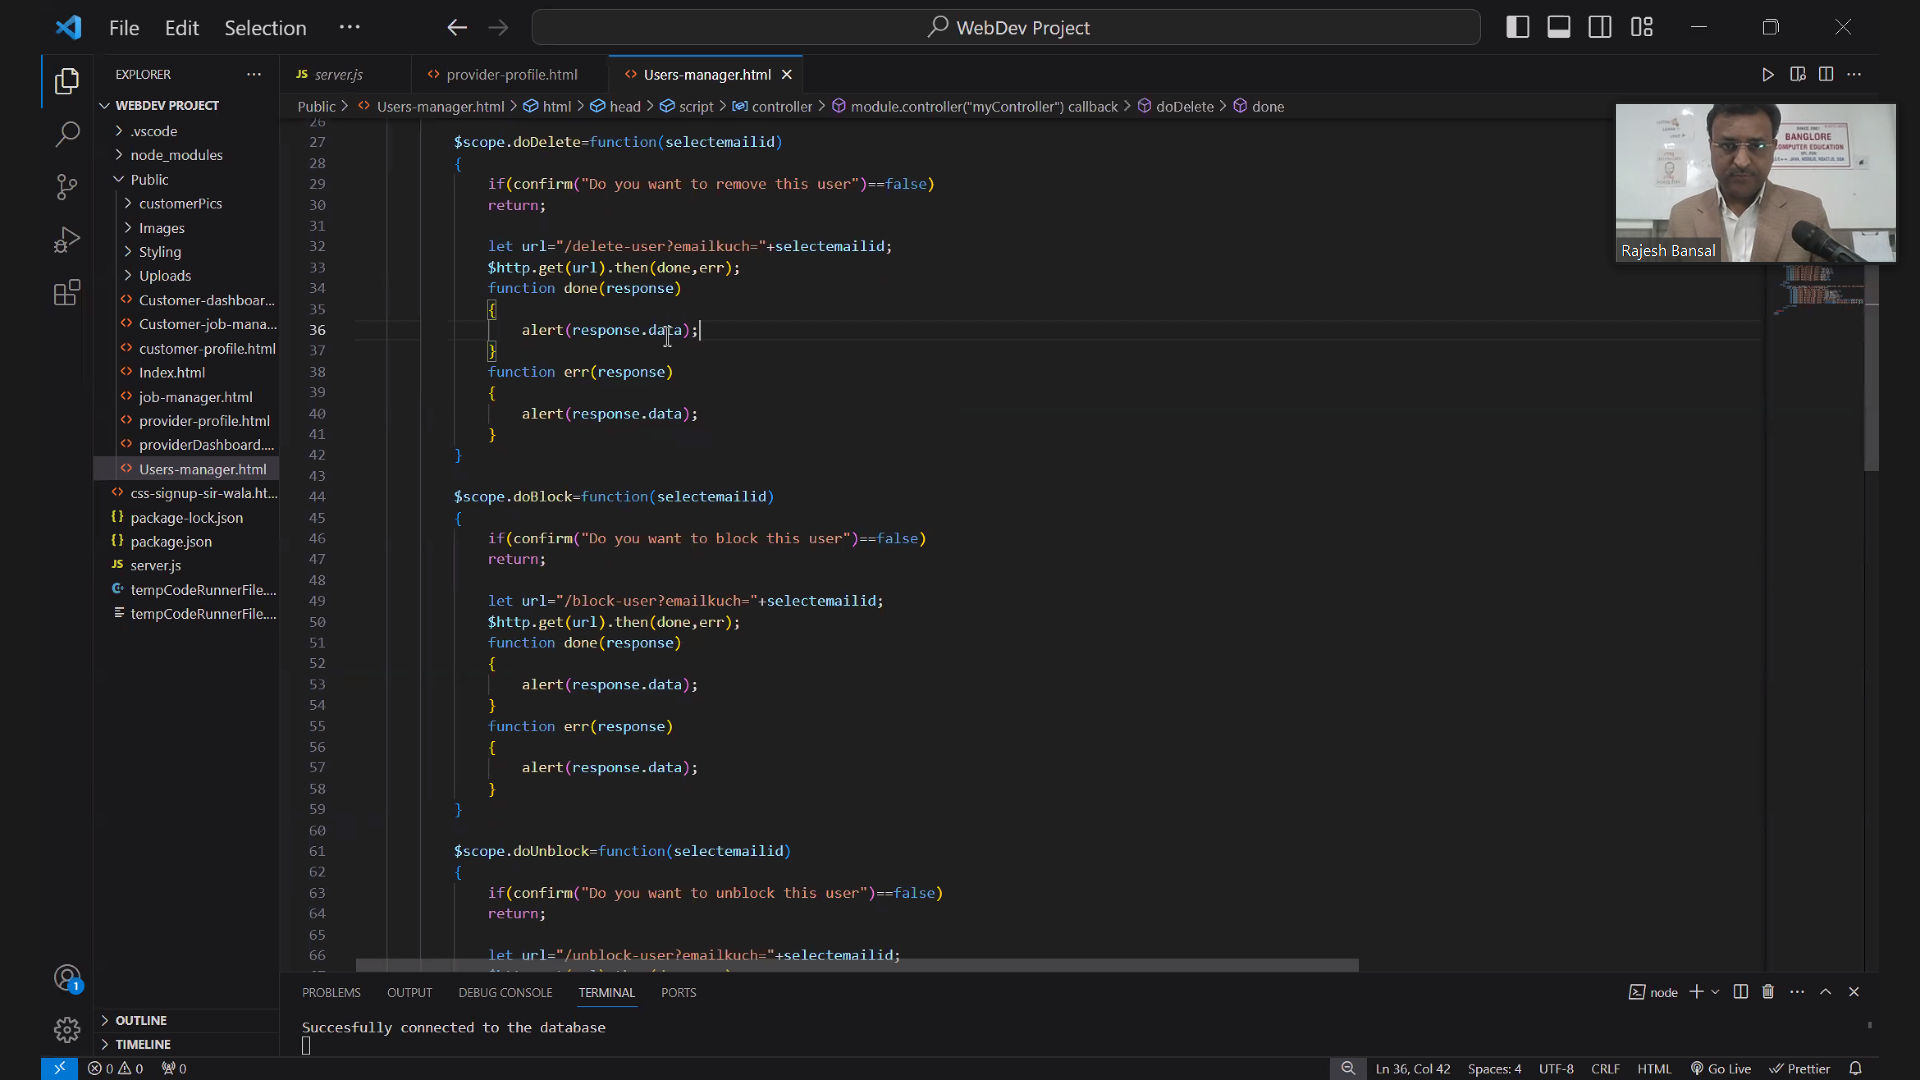 File Edit Selection ··· WebDev Project
EXPLORER ···
JS server.js
provider-profile.html
Users-manager.html
Public > Users-manager.html > html > head > script > controller > module.controller("myController") callback > doDelete > done
WEBDEV PROJECT
.vscode
node_modules
Public
customerPics
Images
Styling
Uploads
Customer-dashboar...
Customer-job-mana...
customer-profile.html
Index.html
job-manager.html
provider-profile.html
providerDashboard....
Users-manager.html
css-signup-sir-wala.ht...
{} package-lock.json
{} package.json
JS server.js
tempCodeRunnerFile....
tempCodeRunnerFile....
OUTLINE
TIMELINE
26
27 $scope.doDelete=function(selectemailid)
28 {
29 if(confirm("Do you want to remove this user")==false)
30 return;
31
32 let url="/delete-user?emailkuch="+selectemailid;
33 $http.get(url).then(done,err);
34 function done(response)
35 {
36 alert(response.data);
37 }
38 function err(response)
39 {
40 alert(response.data);
41 }
42 }
43
44 $scope.doBlock=function(selectemailid)
45 {
46 if(confirm("Do you want to block this user")==false)
47 return;
48
49 let url="/block-user?emailkuch="+selectemailid;
50 $http.get(url).then(done,err);
51 function done(response)
52 {
53 alert(response.data);
54 }
55 function err(response)
56 {
57 alert(response.data);
58 }
59 }
60
61 $scope.doUnblock=function(selectemailid)
62 {
63 if(confirm("Do you want to unblock this user")==false)
64 return;
65
66 let url="/unblock-user?emailkuch="+selectemailid;
BANGLORE
COMPUTER EDUCATION
Rajesh Bansal
PROBLEMS OUTPUT DEBUG CONSOLE TERMINAL PORTS
node
Succesfully connected to the database
1
0 0 0
Ln 36, Col 42 Spaces: 4 UTF-8 CRLF HTML Go Live Prettier